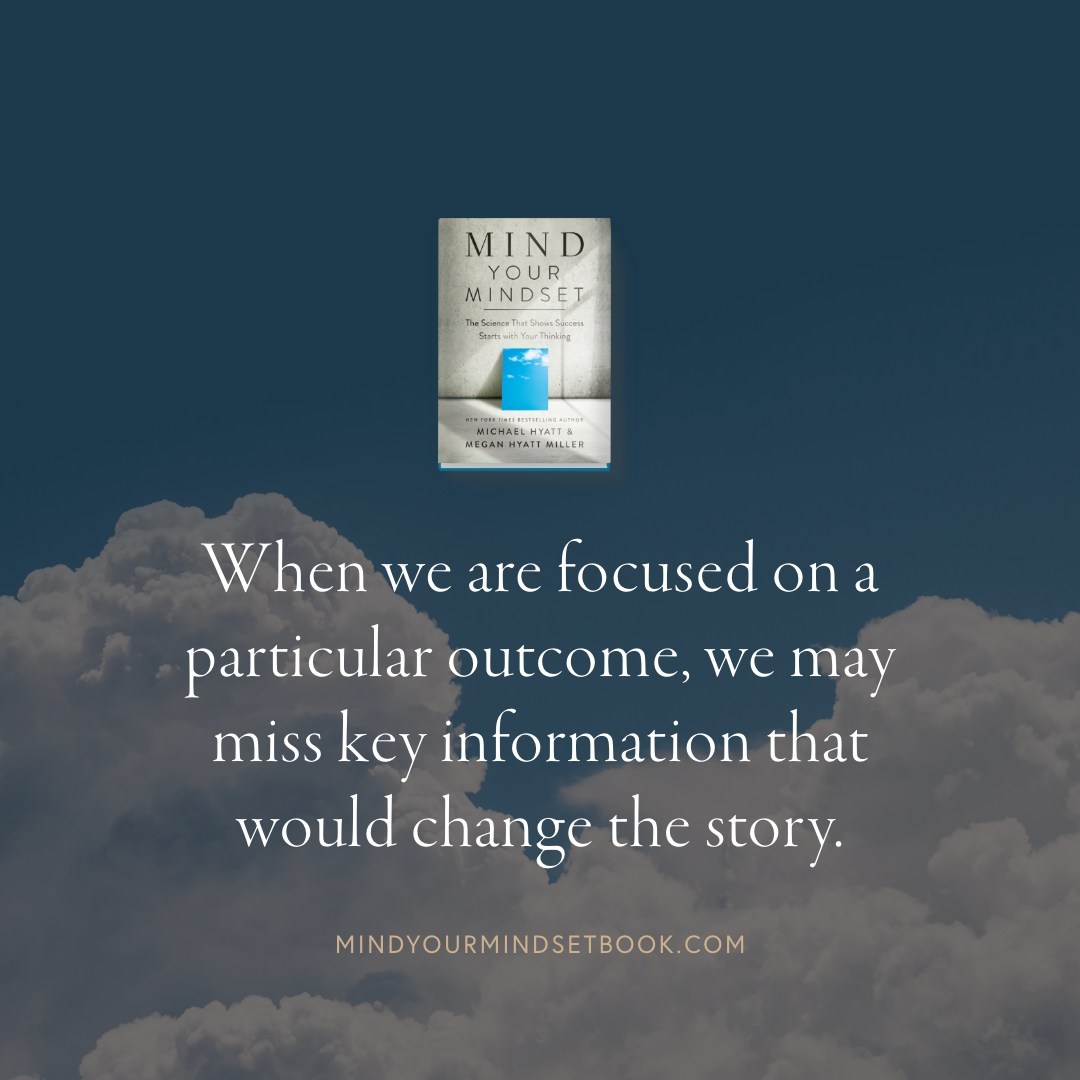 MIND
YOUR
MINDSET
The Science That Shows Success
Starts with Your Thinking
NEW YORK TIMES BESTSELLING AUTHOR
MICHAEL HYATT &
MEGAN HYATT MILLER
When we are focused on a
particular outcome, we may
miss key information that
would change the story.
MINDYOURMINDSETBOOK.COM